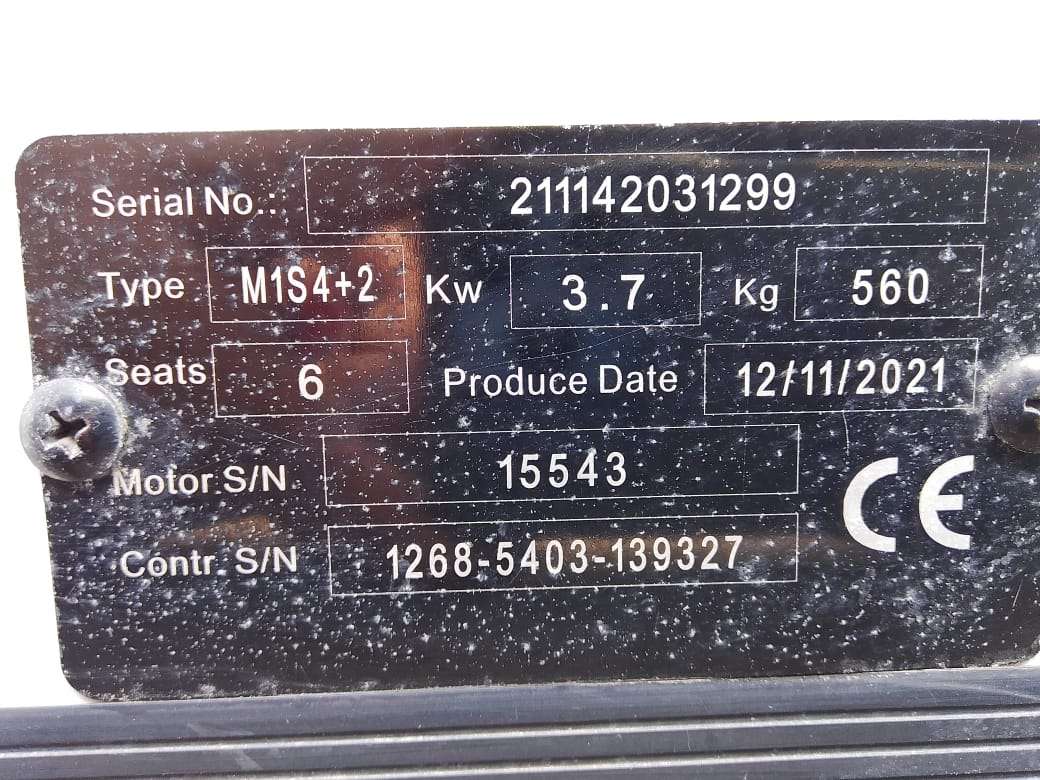 Serial No.: 211142031299
Type M1S4+2 Kw 3.7 Kg 560
Seats 6 Produce Date 12/11/2021
Motor S/N 15543
Contr. S/N 1268-5403-139327
CE